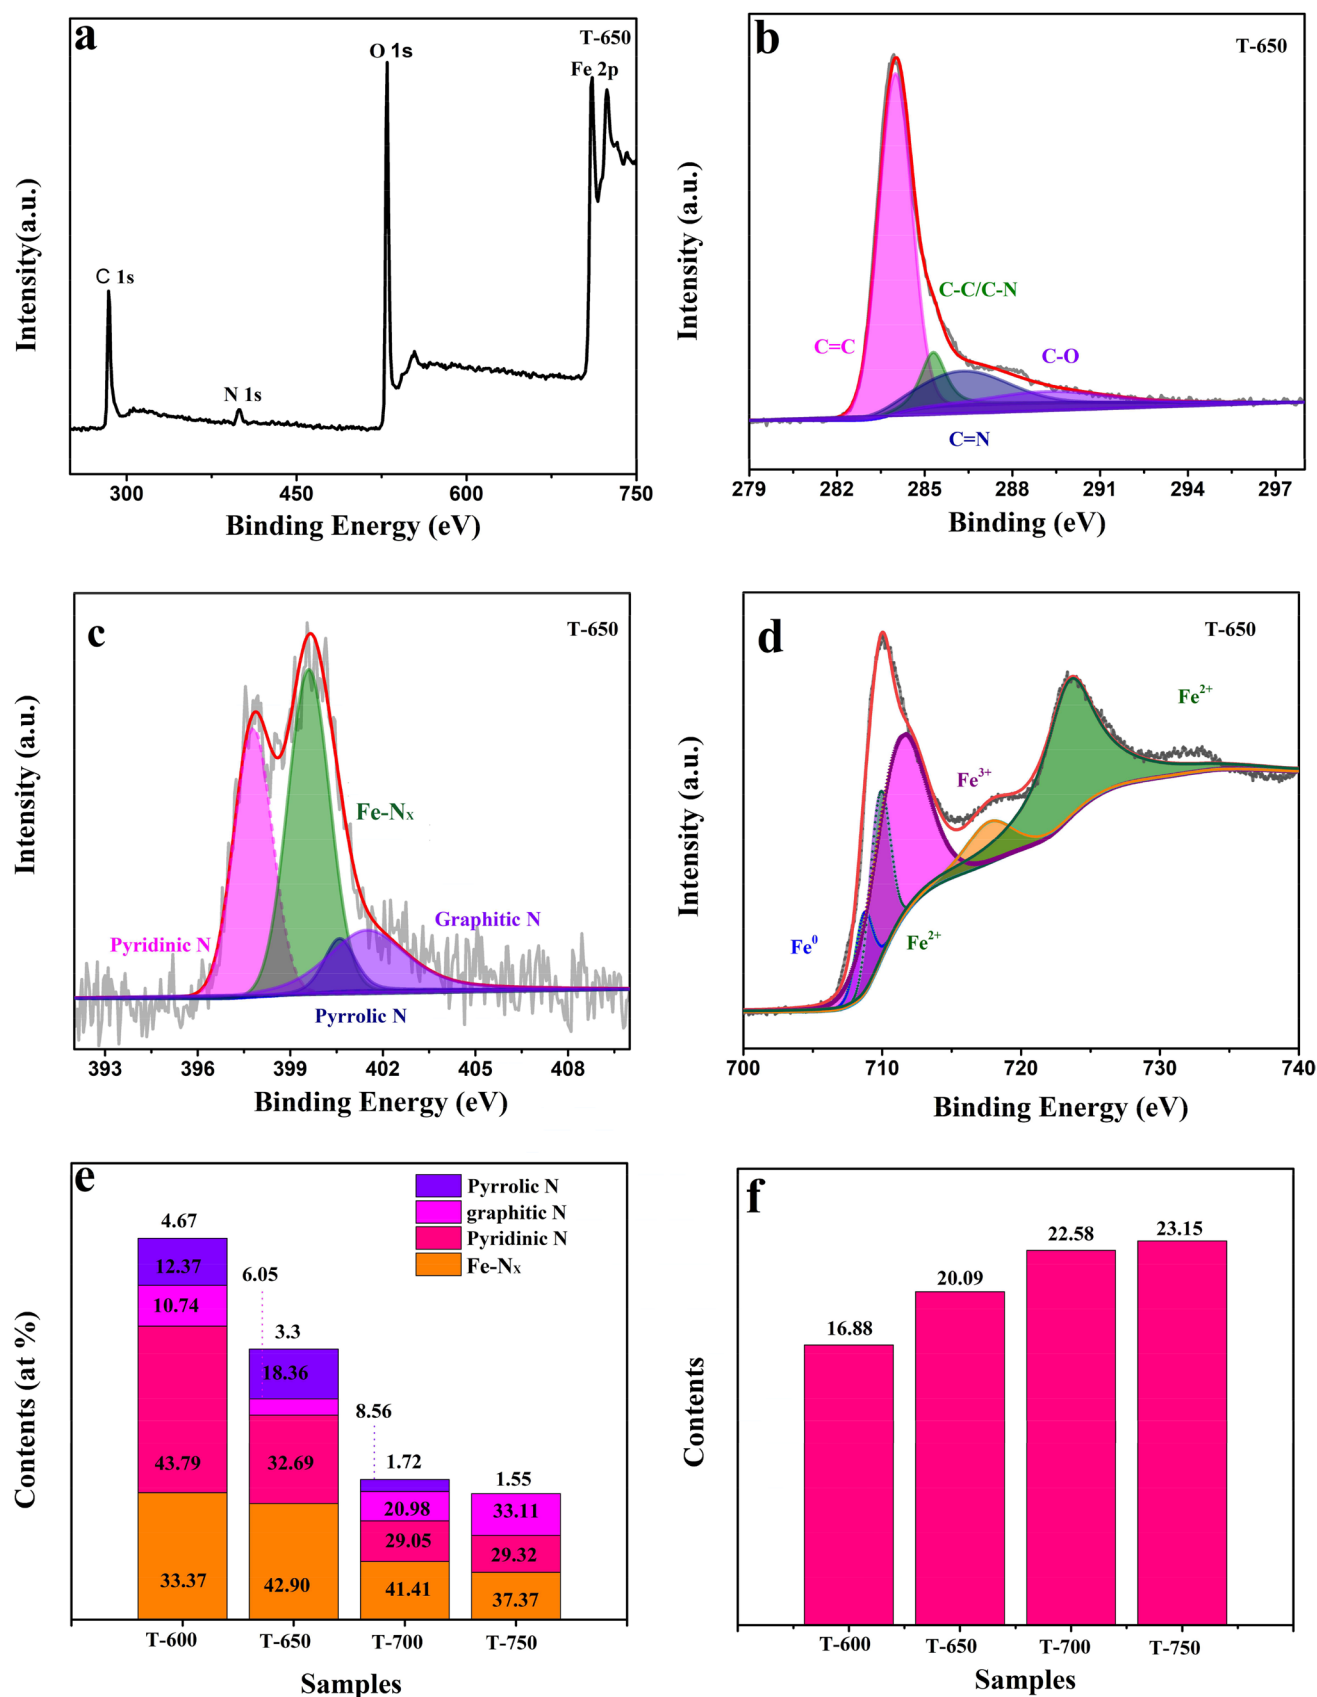 a
T-650
O 1s
Fe 2p
C 1s
N 1s
Intensity(a.u.)
300 450 600 750
Binding Energy (eV)
b
T-650
C-C/C-N
C=C
C-O
C=N
Intensity (a.u.)
279 282 285 288 291 294 297
Binding (eV)
c
T-650
Fe-Nx
Pyridinic N
Graphitic N
Pyrrolic N
Intensity (a.u.)
393 396 399 402 405 408
Binding Energy (eV)
d
T-650
Fe2+
Fe3+
Fe0
Fe2+
Intensity (a.u.)
700 710 720 730 740
Binding Energy (eV)
e
Pyrrolic N
graphitic N
Pyridinic N
Fe-Nx
4.67
12.37
10.74
43.79
33.37
6.05
3.3
18.36
32.69
42.90
8.56
1.72
20.98
29.05
41.41
1.55
33.11
29.32
37.37
Contents (at %)
T-600 T-650 T-700 T-750
Samples
f
16.88
20.09
22.58
23.15
Contents
T-600 T-650 T-700 T-750
Samples